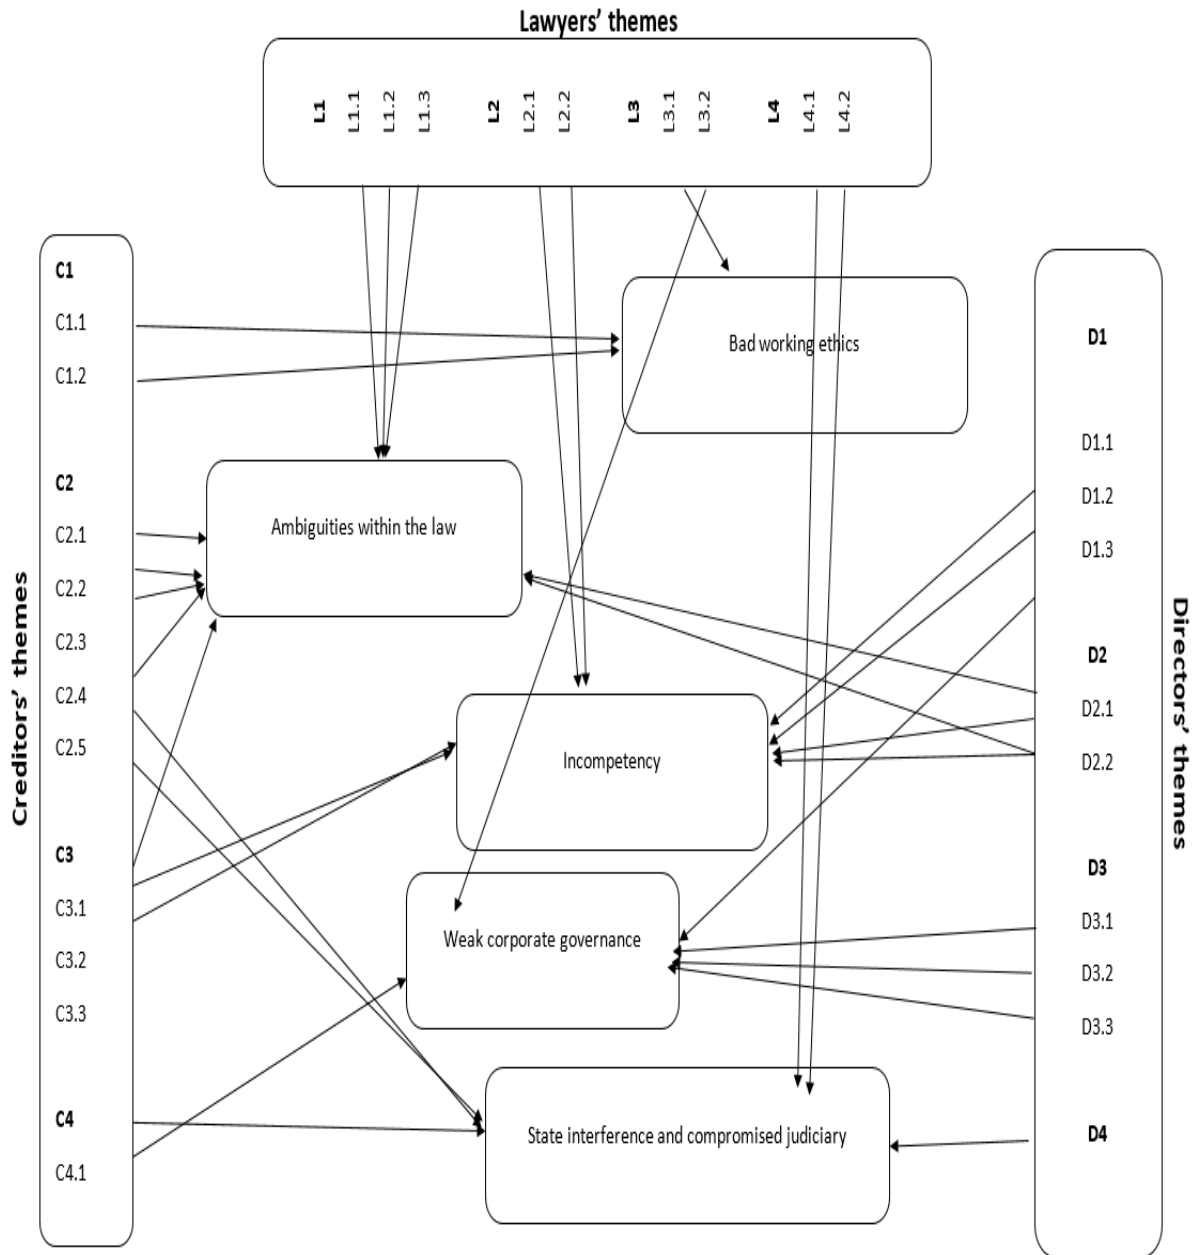 Lawyers’ themes
L1
L1.1
L1.2
L1.3
L2
L2.1
L2.2
L3
L3.1
L3.2
L4
L4.1
L4.2
Creditors’ themes
C1
C1.1
C1.2
C2
C2.1
C2.2
C2.3
C2.4
C2.5
C3
C3.1
C3.2
C3.3
C4
C4.1
Bad working ethics
Ambiguities within the law
Incompetency
Weak corporate governance
State interference and compromised judiciary
D1
D1.1
D1.2
D1.3
D2
D2.1
D2.2
D3
D3.1
D3.2
D3.3
D4
Directors’ themes